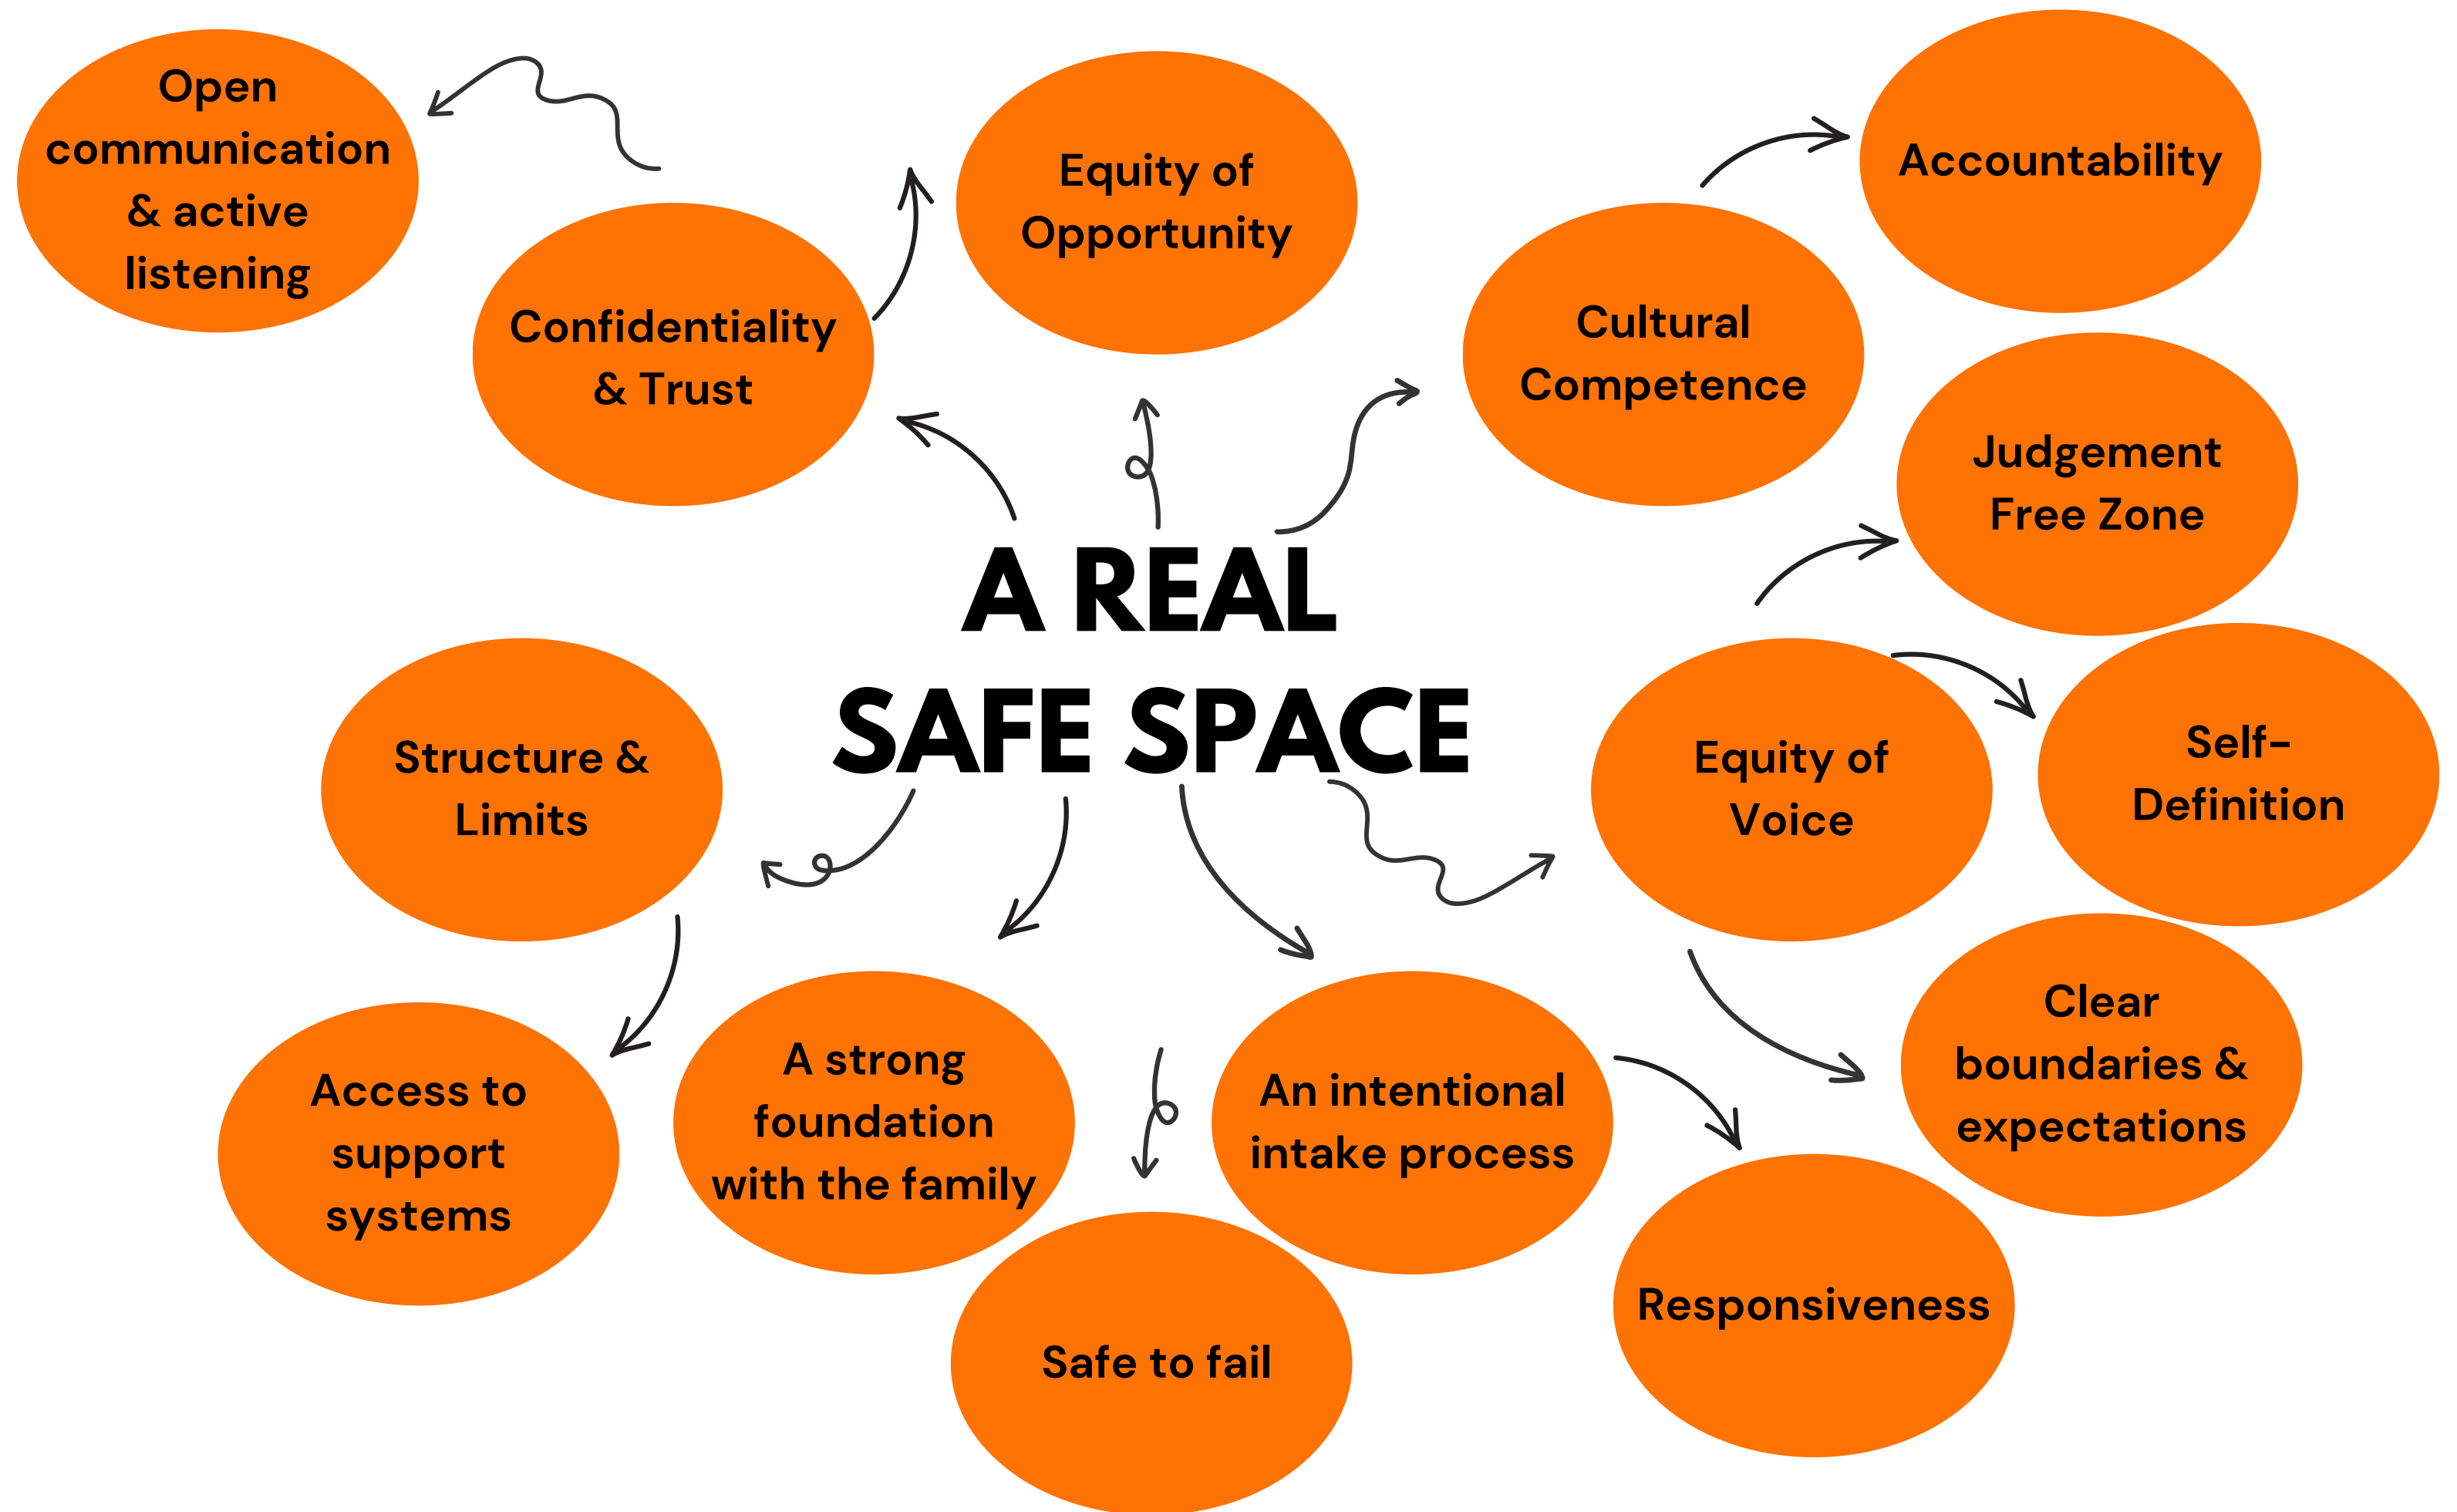 Open
communication
& active
listening
Confidentiality
& Trust
Equity of
Opportunity
Cultural
Competence
Accountability
Judgement
Free Zone
A REAL
SAFE SPACE
Structure &
Limits
Equity of
Voice
Self-
Definition
Access to
support
systems
A strong
foundation
with the family
An intentional
intake process
Clear
boundaries &
expectations
Safe to fail
Responsiveness